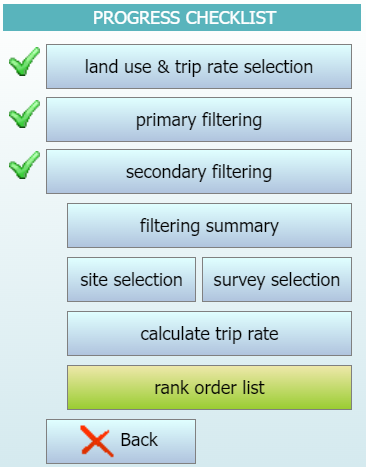 PROGRESS CHECKLIST
land use & trip rate selection
primary filtering
secondary filtering
filtering summary
site selection survey selection
calculate trip rate
rank order list
Back